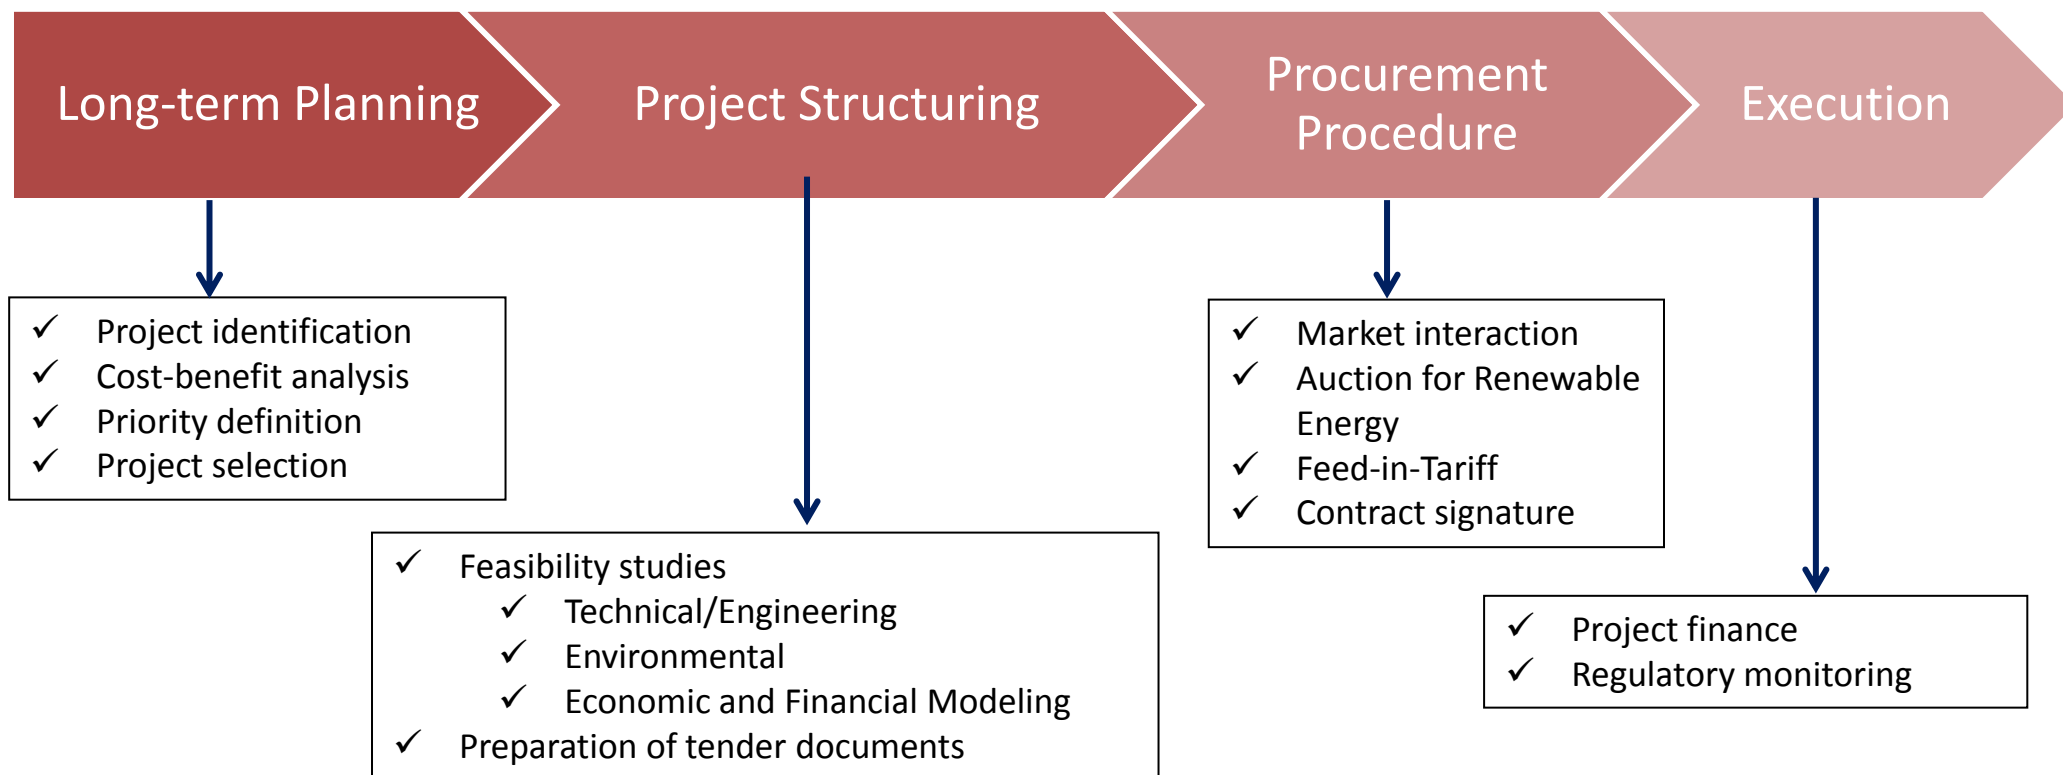 Long-term Planning
Project Structuring
Procurement
Procedure
Execution
✓ Project identification
✓ Cost-benefit analysis
✓ Priority definition
✓ Project selection
✓ Feasibility studies
✓ Technical/Engineering
✓ Environmental
✓ Economic and Financial Modeling
✓ Preparation of tender documents
✓ Market interaction
✓ Auction for Renewable
Energy
✓ Feed-in-Tariff
✓ Contract signature
✓ Project finance
✓ Regulatory monitoring